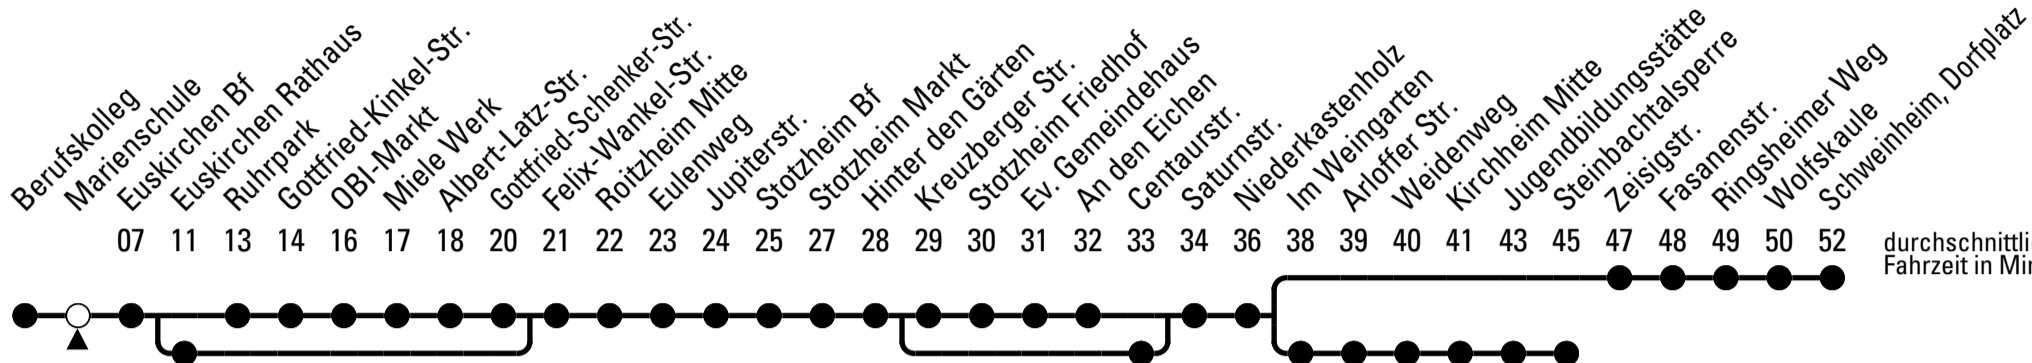 Berufskolleg
Marienschule
Euskirchen Bf
Euskirchen Rathaus
Ruhrpark
Gottfried-Kinkel-Str.
OBI-Markt
Miele Werk
Albert-Latz-Str.
Gottfried-Schenker-Str.
Felix-Wankel-Str.
Roitzheim Mitte
Eulenweg
Jupiterstr.
Stotzheim Bf
Stotzheim Markt
Hinter den Gärten
Kreuzberger Str.
Stotzheim Friedhof
Ev. Gemeindehaus
An den Eichen
Centaurstr.
Saturnstr.
Niederkastenholz
Im Weingarten
Arloffer Str.
Weidenweg
Kirchheim Mitte
Jugendbildungsstätte
Steinbachtalsperre
Zeisigstr.
Fasanenstr.
Ringsheimer Weg
Wolfskaule
Schweinheim, Dorfplatz
07 11 13 14 16 17 18 20 21 22 23 24 25 27 28 29 30 31 32 33 34 36 38 39 40 41 43 45 47 48 49 50 52
durchschnittli
Fahrzeit in Min